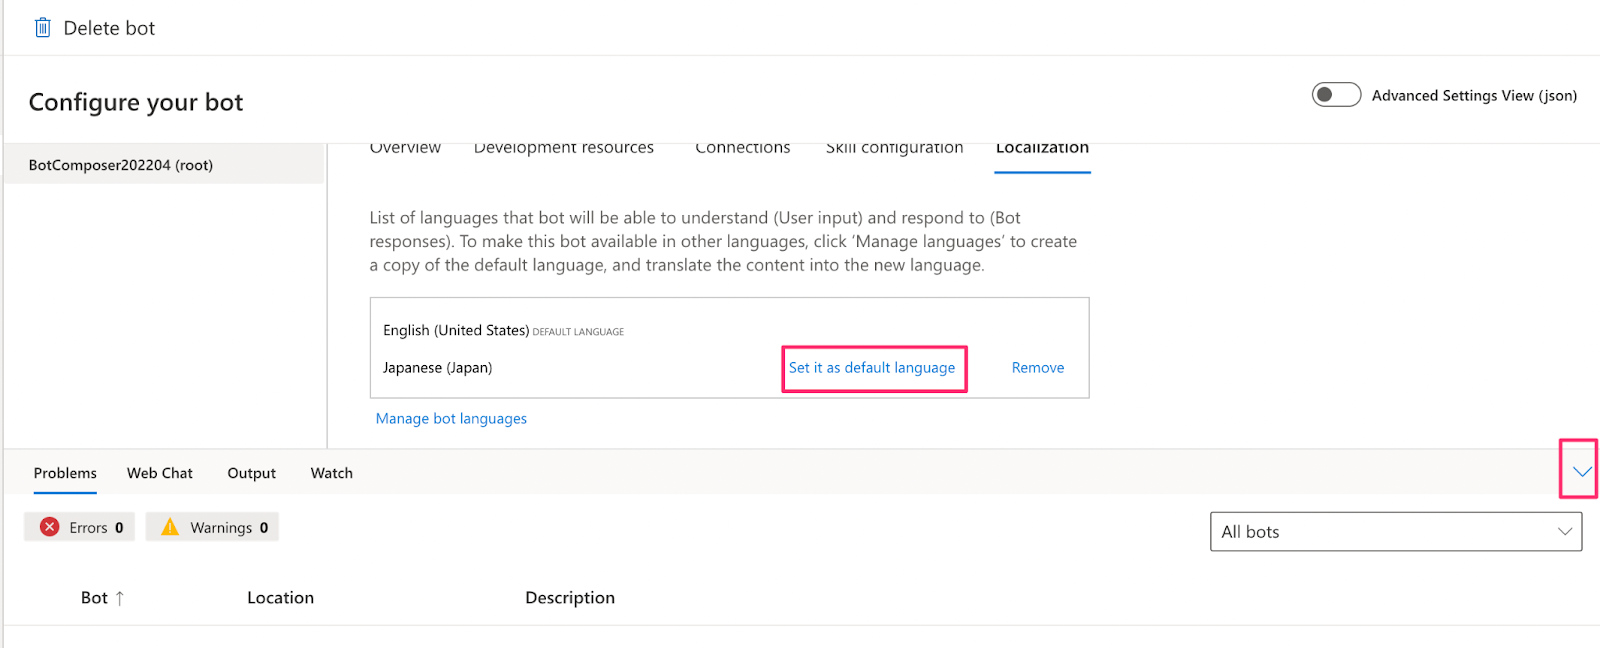 Delete bot
Configure your bot
Advanced Settings View (json)
BotComposer202204 (root)
Overview Development resources Connections Skill configuration Localization
List of languages that bot will be able to understand (User input) and respond to (Bot
responses). To make this bot available in other languages, click ‘Manage languages’ to create
a copy of the default language, and translate the content into the new language.
English (United States) DEFAULT LANGUAGE
Japanese (Japan) Set it as default language Remove
Manage bot languages
Problems Web Chat Output Watch
Errors 0 Warnings 0
All bots
Bot ↑ Location Description